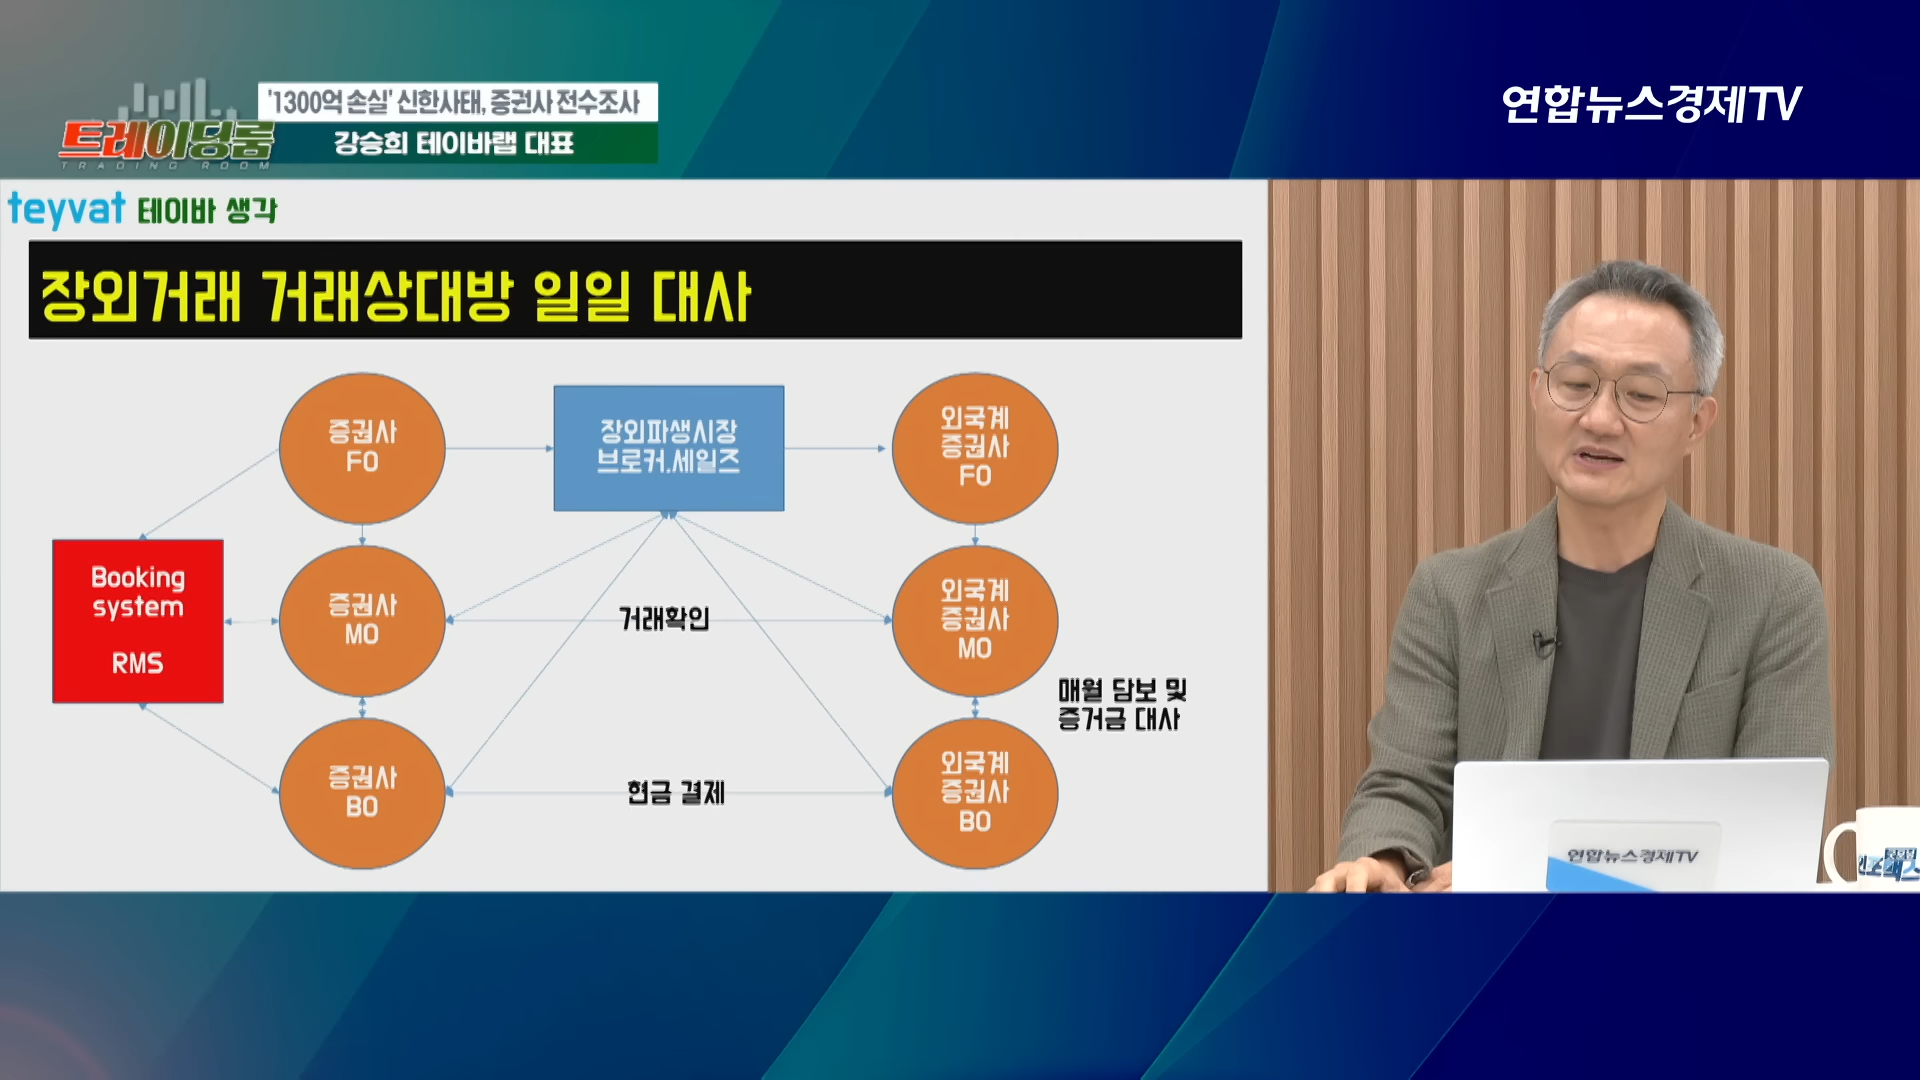 '1300억 손실' 신한사태, 증권사 전수조사
트레이딩룸
TRADING ROOM
강승희 테이바랩 대표
연합뉴스경제TV
teyvat 테이바 생각
장외거래 거래상대방 일일 대사
증권사
FO
장외파생시장
브로커.세일즈
외국계
증권사
FO
Booking
system
RMS
증권사
MO
거래확인
외국계
증권사
MO
매월 담보 및
증거금 대사
증권사
BO
현금 결제
외국계
증권사
BO
연합뉴스경제TV